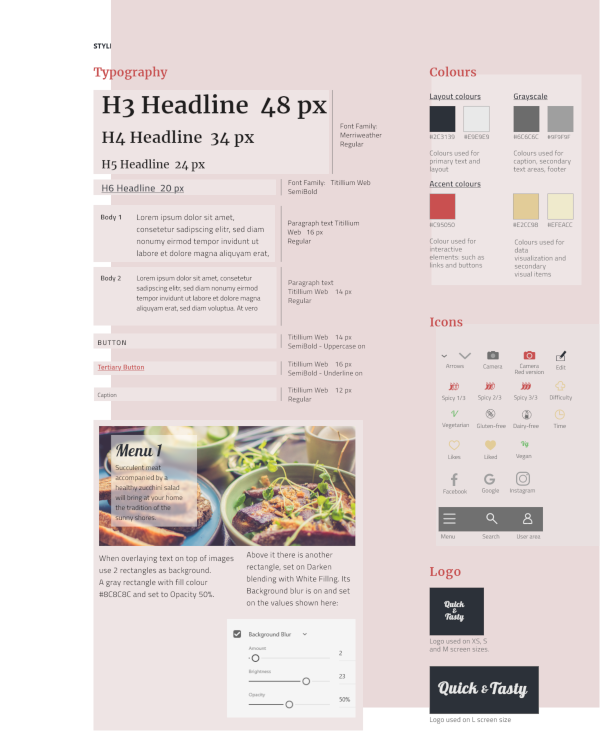 STYL
Typography
H3 Headline 48 px
H4 Headline 34 px
H5 Headline 24 px
Font Family:
Merriweather
Regular
H6 Headline 20 px
Font Family: Titillium Web
SemiBold
Body 1
Lorem ipsum dolor sit amet,
consetetur sadipscing elitr, sed diam
nonumy eirmod tempor invidunt ut
labore et dolore magna aliquyam erat,
Paragraph text Titillium
Web 16 px
Regular
Body 2
Lorem ipsum dolor sit amet, consetetur
sadipscing elitr, sed diam nonumy eirmod
tempor invidunt ut labore et dolore magna
aliquyam erat, sed diam voluptua. At vero
Paragraph text
Titillium Web 14 px
Regular
BUTTON
Titillium Web 14 px
SemiBold - Uppercase on
Tertiary Button
Titillium Web 16 px
SemiBold - Underline on
Caption
Titillium Web 12 px
Regular
Menu 1
Succulent meat
accompanied by a
healthy zucchini salad
will bring at your home
the tradition of the
sunny shores.
When overlaying text on top of images
use 2 rectangles as background.
A gray rectangle with fill colour
#8C8C8C and set to Opacity 50%.
Above it there is another
rectangle, set on Darken
blending with White Filling. Its
Background blur is on and set
on the values shown here:
Background Blur
Amount
2
Brightness
23
Opacity
50%
Colours
Layout colours
#2C3139 #E9E9E9
Colours used for
primary text and
layout
Grayscale
#6C6C6C #9F9F9F
Colours used for
caption, secondary
text areas, footer
Accent colours
#C95050
Colour used for
interactive
elements: such as
links and buttons
#E2CC98 #EFEACC
Colours used for
data
visualization and
secondary
visual items
Icons
Arrows Camera Camera Edit
Red version
Spicy 1/3 Spicy 2/3 Spicy 3/3 Difficulty
Vegetarian Gluten-free Dairy-free Time
Likes Liked Vegan
Facebook Google Instagram
Menu Search User area
Logo
Quick
&
Tasty
Logo used on XS, S
and M screen sizes.
Quick & Tasty
Logo used on L screen size